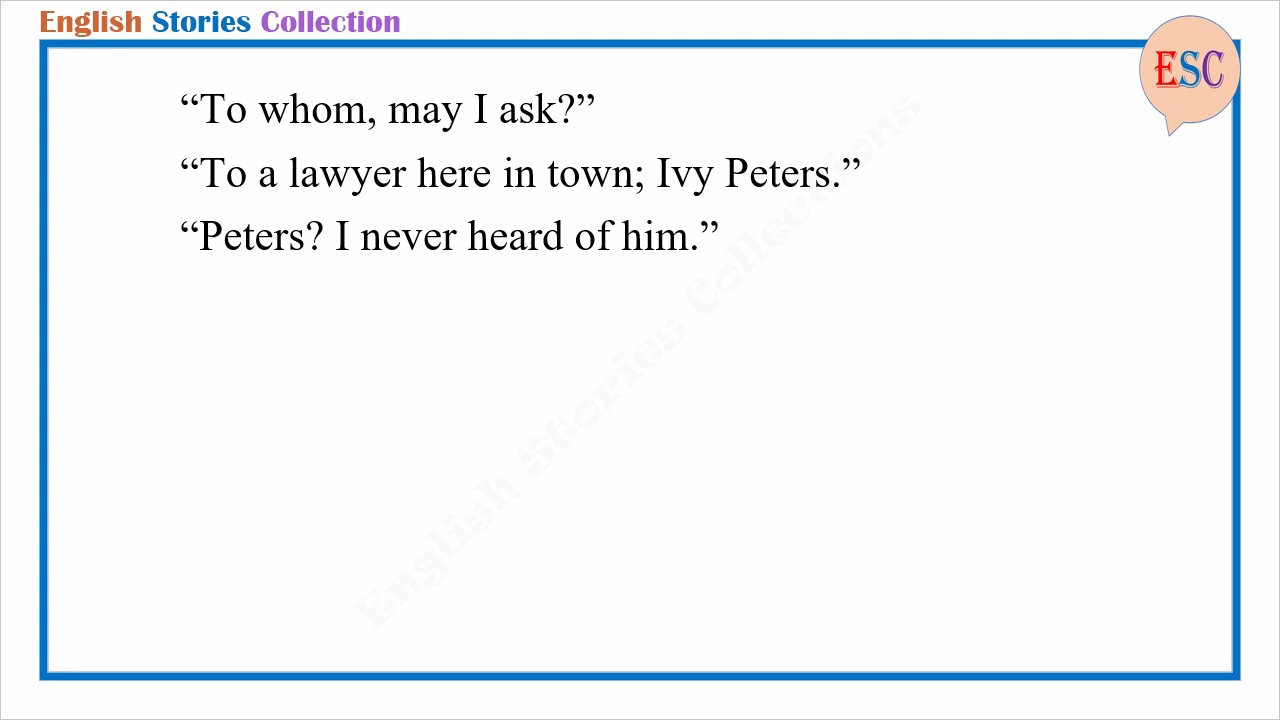 English Stories Collection
ESC
“To whom, may I ask?”
“To a lawyer here in town; Ivy Peters.”
“Peters? I never heard of him.”
English Stories Collections